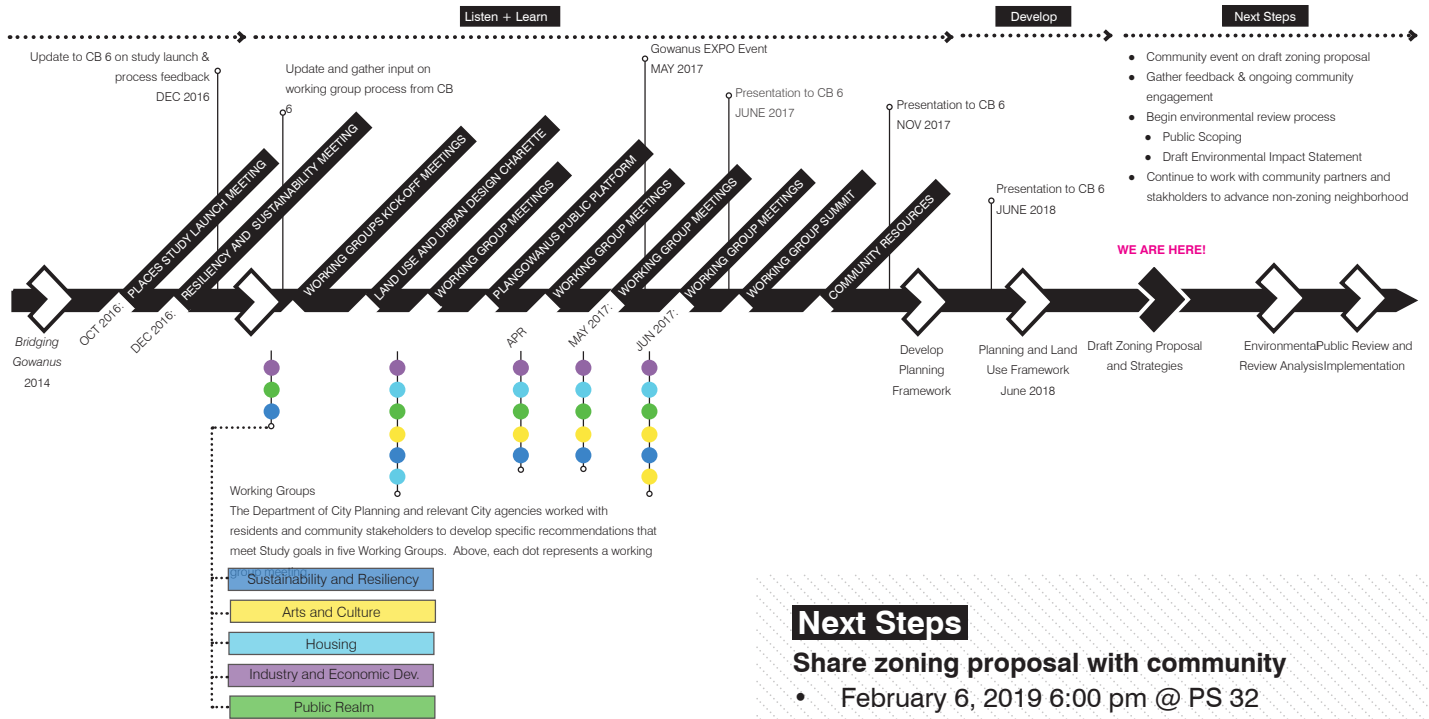 Listen + Learn
Develop
Next Steps
Update to CB 6 on study launch &
process feedback
DEC 2016
Update and gather input on
working group process from CB
6
Gowanus EXPO Event
MAY 2017
Presentation to CB 6
JUNE 2017
Presentation to CB 6
NOV 2017
Presentation to CB 6
JUNE 2018
● Community event on draft zoning proposal
● Gather feedback & ongoing community
engagement
● Begin environmental review process
● Public Scoping
● Draft Environmental Impact Statement
● Continue to work with community partners and
stakholders to advance non-zoning neighborhood
PLACES STUDY LAUNCH MEETING
RESILIENCY AND SUSTAINABILITY MEETING
WORKING GROUPS KICK-OFF MEETINGS
LAND USE AND URBAN DESIGN CHARETTE
WORKING GROUP MEETINGS
PLANGOWANUS PUBLIC PLATFORM
WORKING GROUP MEETINGS
WORKING GROUP MEETINGS
WORKING GROUP MEETINGS
WORKING GROUP SUMMIT
COMMUNITY RESOURCES
WE ARE HERE!
OCT 2016:
DEC 2016:
APR
MAY 2017:
JUN 2017:
Bridging
Gowanus
2014
Develop
Planning
Framework
Planning and Land
Use Framework
June 2018
Draft Zoning Proposal
and Strategies
Environmental
Review Analysis
Public Review and
Implementation
Working Groups
The Department of City Planning and relevant City agencies worked with
residents and community stakeholders to develop specific recommendations that
meet Study goals in five Working Groups. Above, each dot represents a working
group meeting
Sustainability and Resiliency
Arts and Culture
Housing
Industry and Economic Dev.
Public Realm
Next Steps
Share zoning proposal with community
• February 6, 2019 6:00 pm @ PS 32